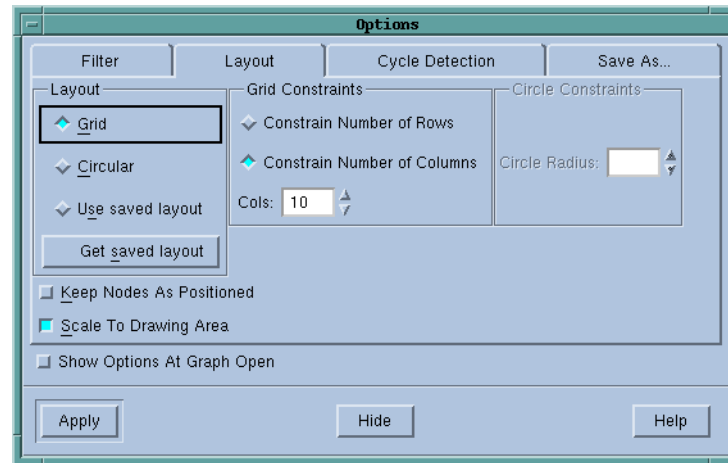 Options
Filter
Layout
Cycle Detection
Save As...
Layout
Grid
Circular
Use saved layout
Get saved layout
Grid Constraints
Constrain Number of Rows
Constrain Number of Columns
Cols: 10
Circle Constraints
Circle Radius:
Keep Nodes As Positioned
Scale To Drawing Area
Show Options At Graph Open
Apply
Hide
Help